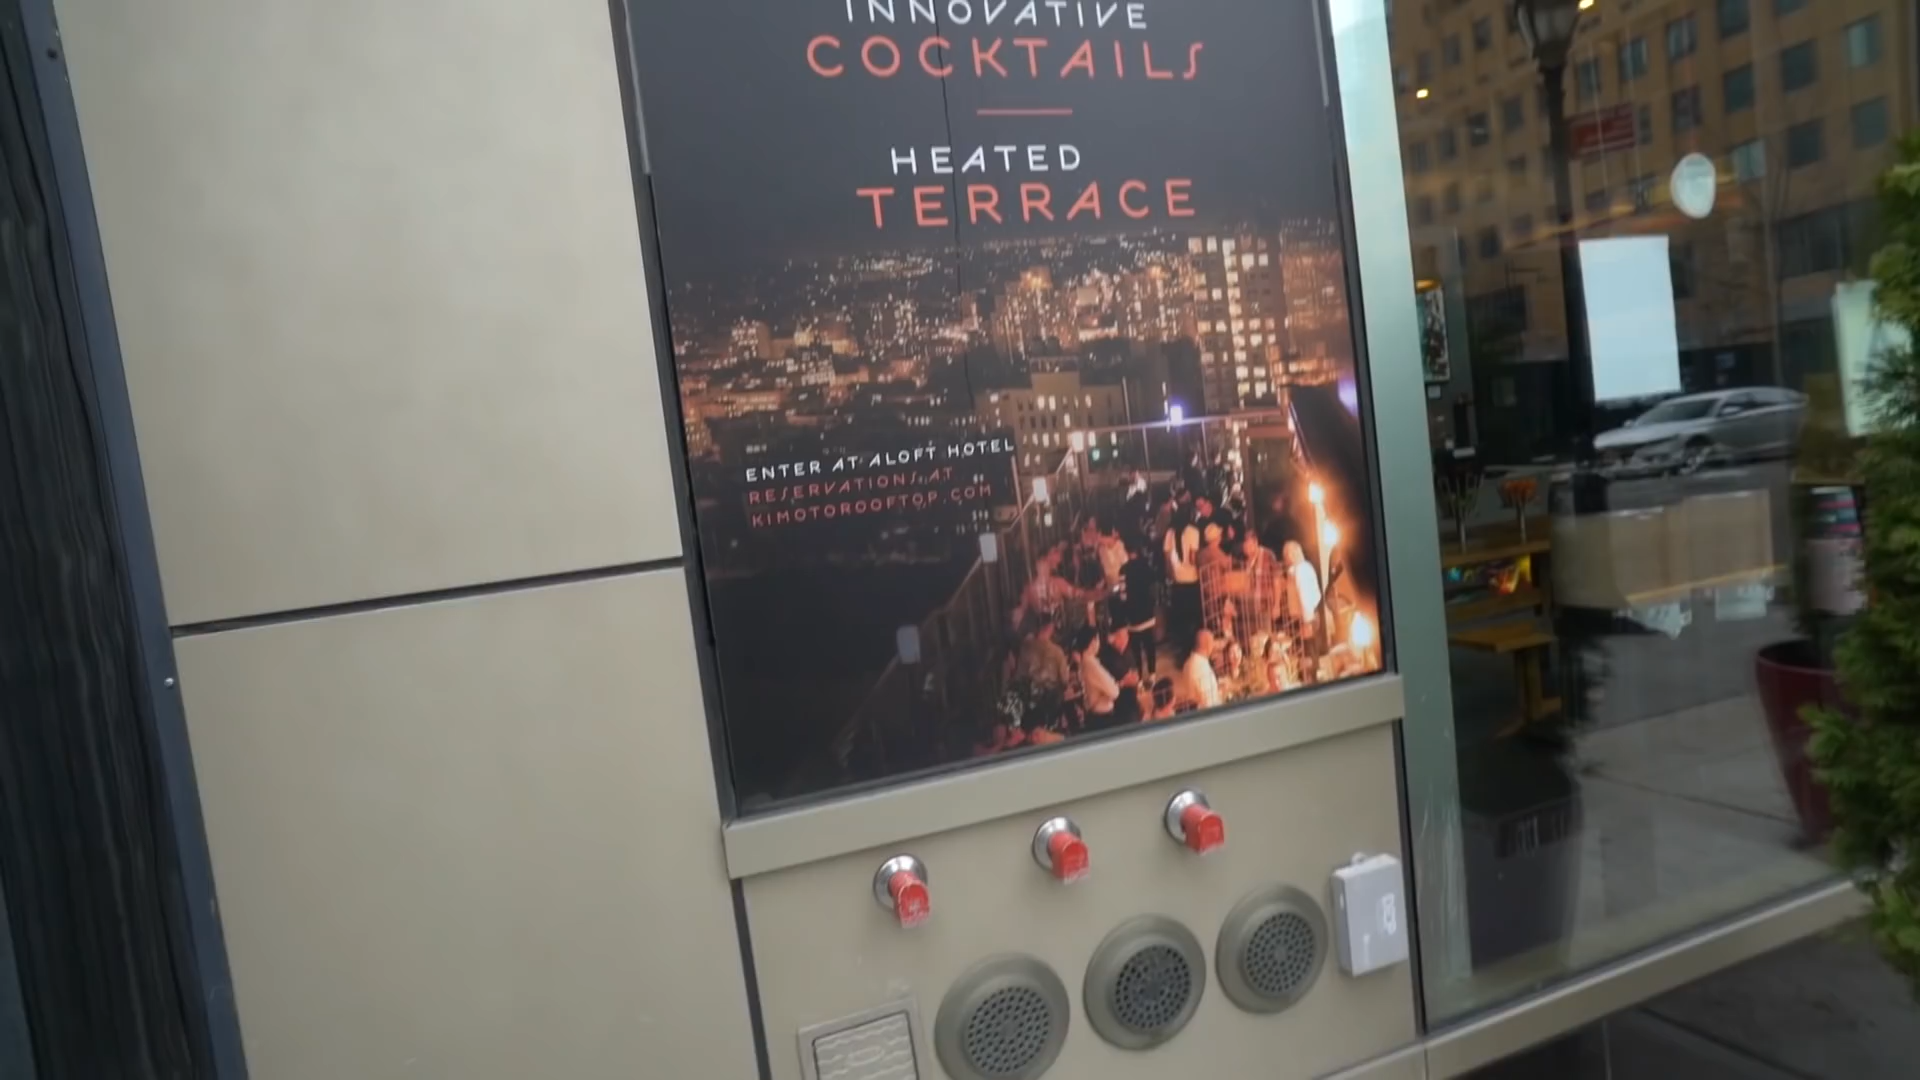 INNOVATIVE
COCKTAILS
HEATED
TERRACE
ENTER AT ALOFT HOTEL
RESERVATIONS AT
KIMOTOROOFTOP.COM